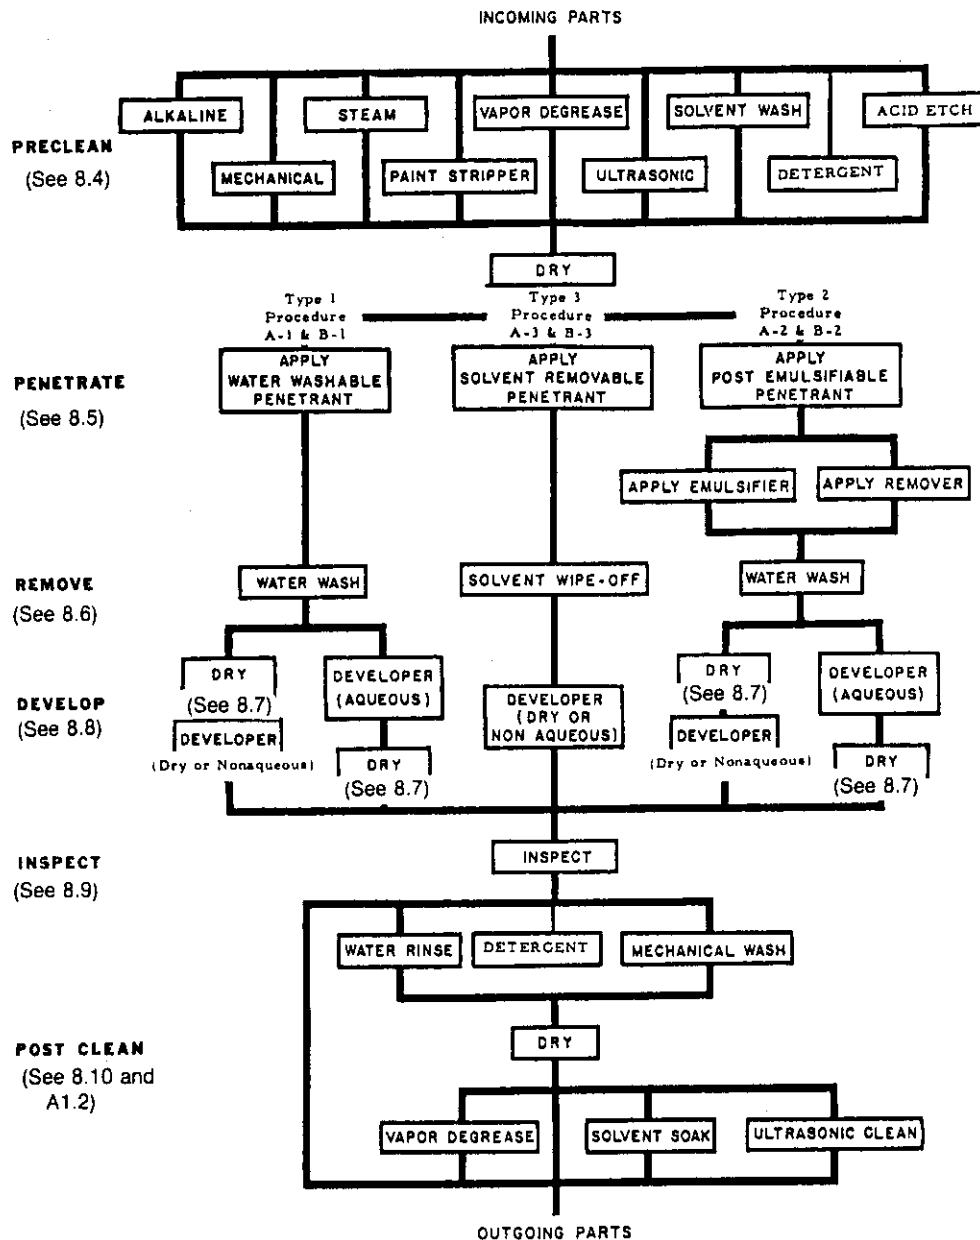 INCOMING PARTS
ALKALINE
STEAM
VAPOR DEGREASE
SOLVENT WASH
ACID ETCH
PRECLEAN
(See 8.4)
MECHANICAL
PAINT STRIPPER
ULTRASONIC
DETERGENT
DRY
Type 1
Procedure
A-1 & B-1
Type 3
Procedure
A-3 & B-3
Type 2
Procedure
A-2 & B-2
PENETRATE
(See 8.5)
APPLY
WATER WASHABLE
PENETRANT
APPLY
SOLVENT REMOVABLE
PENETRANT
APPLY
POST EMULSIFIABLE
PENETRANT
APPLY EMULSIFIER
APPLY REMOVER
REMOVE
(See 8.6)
WATER WASH
SOLVENT WIPE-OFF
WATER WASH
DEVELOP
(See 8.8)
DRY
(See 8.7)
DEVELOPER
(Dry or Nonaqueous)
DEVELOPER
(AQUEOUS)
DRY
(See 8.7)
DEVELOPER
(DRY OR
NON AQUEOUS)
DRY
(See 8.7)
DEVELOPER
(Dry or Nonaqueous)
DEVELOPER
(AQUEOUS)
DRY
(See 8.7)
INSPECT
(See 8.9)
INSPECT
WATER RINSE
DETERGENT
MECHANICAL WASH
POST CLEAN
(See 8.10 and
A1.2)
DRY
VAPOR DEGREASE
SOLVENT SOAK
ULTRASONIC CLEAN
OUTGOING PARTS